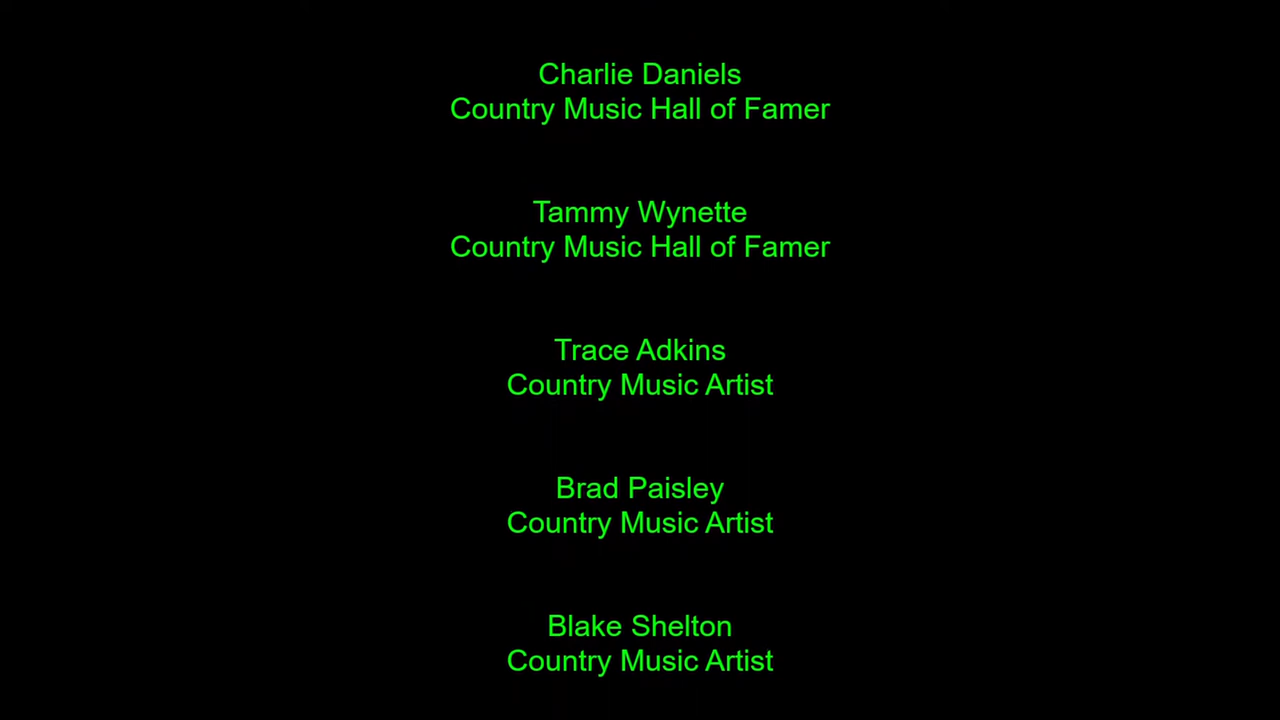 Charlie Daniels
Country Music Hall of Famer
Tammy Wynette
Country Music Hall of Famer
Trace Adkins
Country Music Artist
Brad Paisley
Country Music Artist
Blake Shelton
Country Music Artist